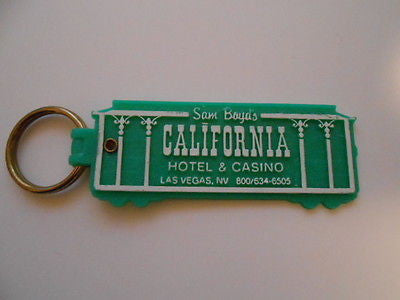 Sam Boyd's
CALIFORNIA
HOTEL & CASINO
LAS VEGAS, NV 800/634-6505